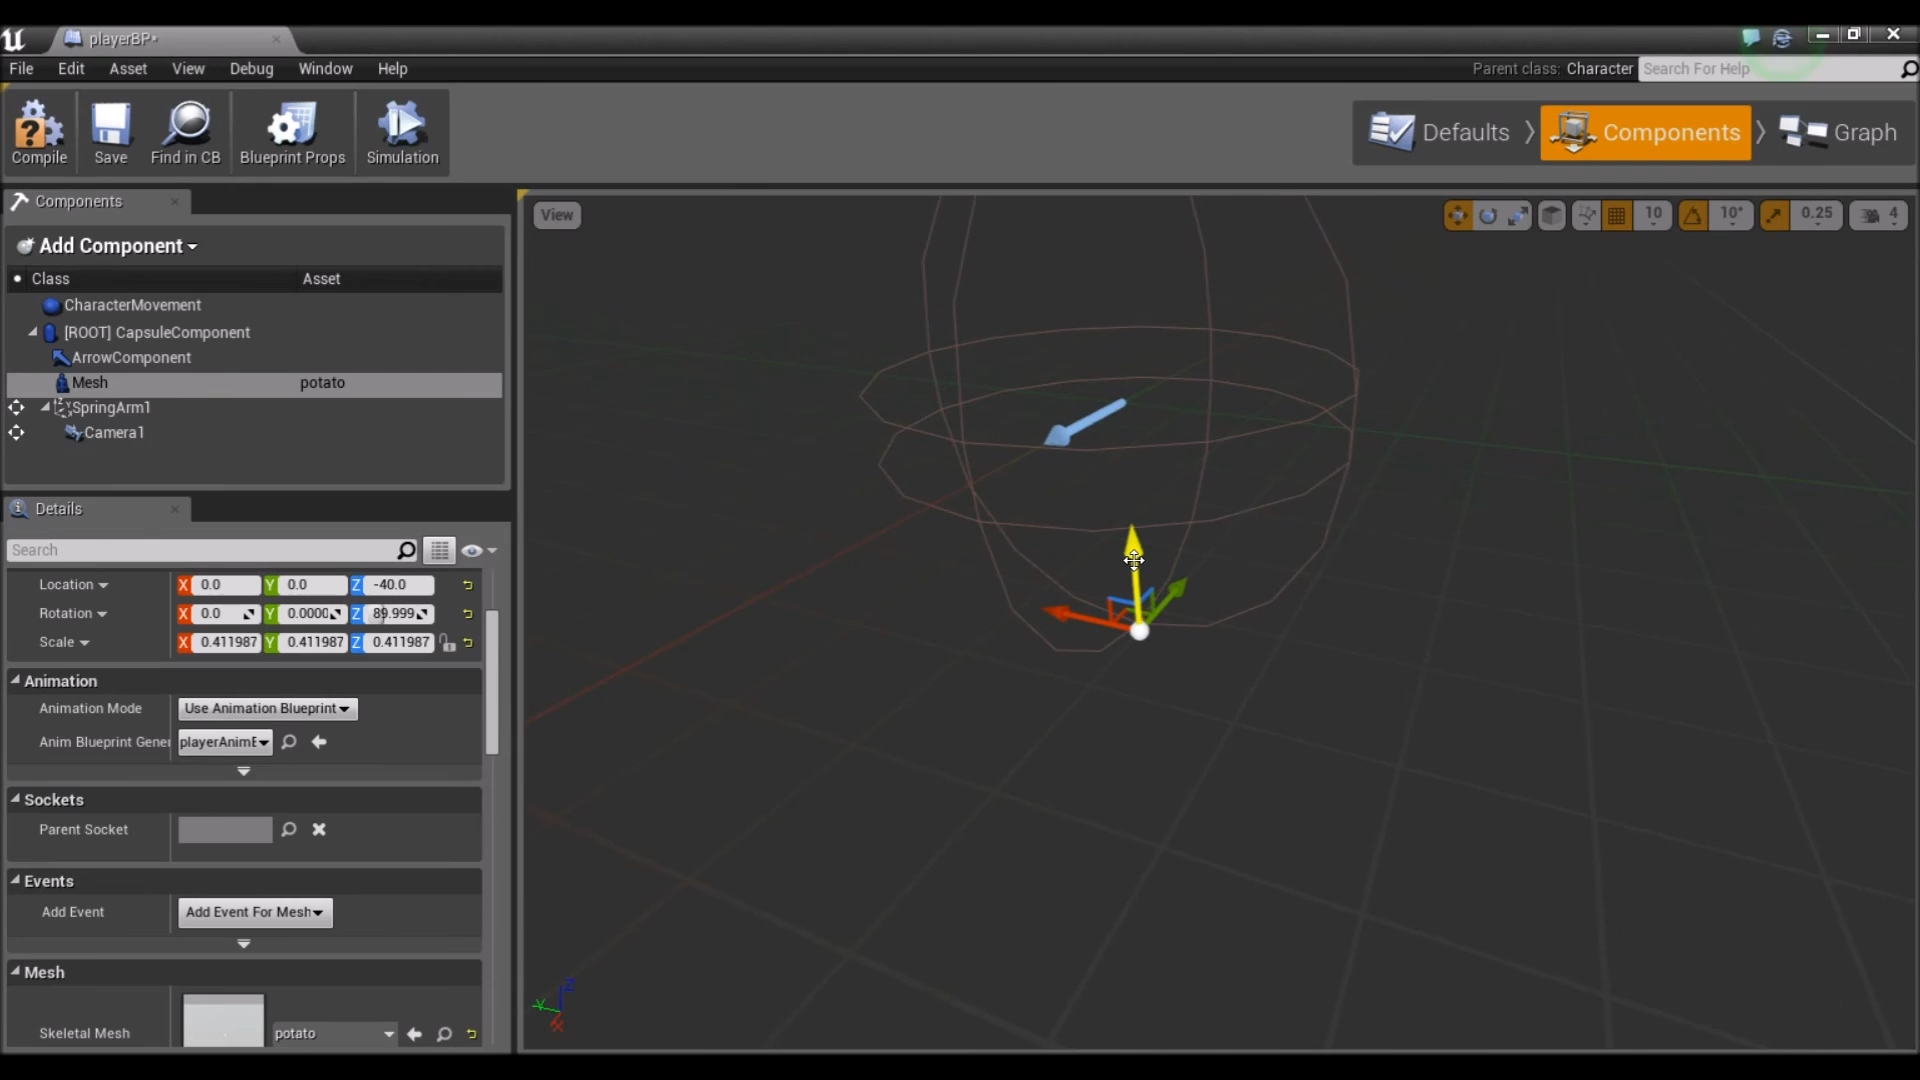 playerBP*
File Edit Asset View Debug Window Help
Parent class: Character Search For Help
Compile Save Find in CB Blueprint Props Simulation
Defaults Components Graph
Components
Add Component
Class Asset
CharacterMovement
[ROOT] CapsuleComponent
ArrowComponent
Mesh potato
SpringArm1
Camera1
View
10 10° 0.25 4
Details
Search
Location X 0.0 Y 0.0 Z -40.0
Rotation X 0.0 Y 0.0000 Z 89.999
Scale X 0.411987 Y 0.411987 Z 0.411987
Animation
Animation Mode Use Animation Blueprint
Anim Blueprint Gener playerAnimB
Sockets
Parent Socket
Events
Add Event Add Event For Mesh
Mesh
Skeletal Mesh potato
Z
Y
X